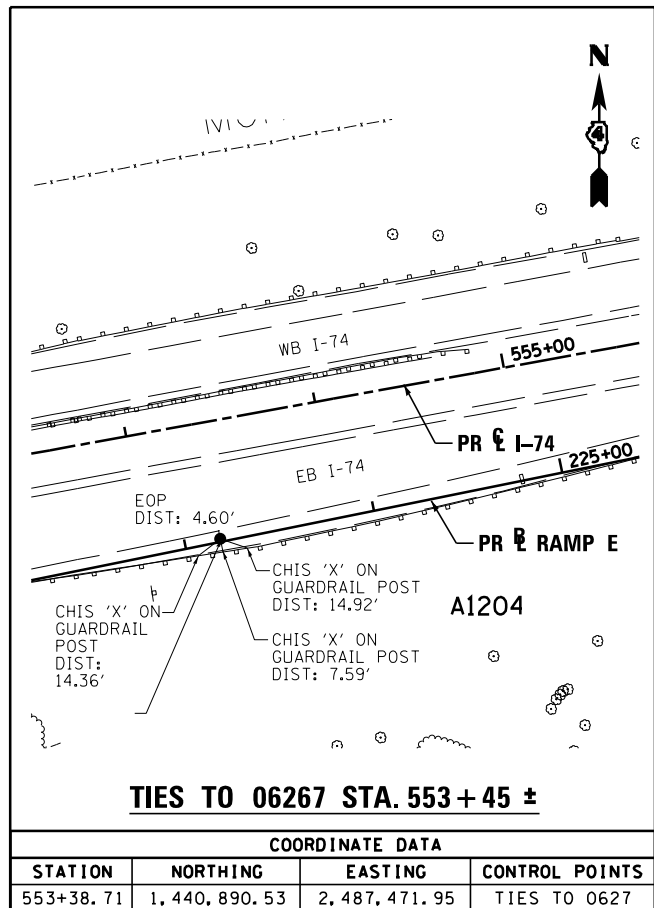 N
4
WB I-74
555+00
PR ℄ I-74
EB I-74
225+00
EOP
DIST: 4.60'
PR BL RAMP E
CHIS 'X' ON
GUARDRAIL POST
DIST: 14.92'
A1204
CHIS 'X' ON
GUARDRAIL
POST
DIST:
14.36'
CHIS 'X' ON
GUARDRAIL POST
DIST: 7.59'
TIES TO 06267 STA. 553+45 ±
COORDINATE DATA
STATION NORTHING EASTING CONTROL POINTS
553+38.71 1,440,890.53 2,487,471.95 TIES TO 0627